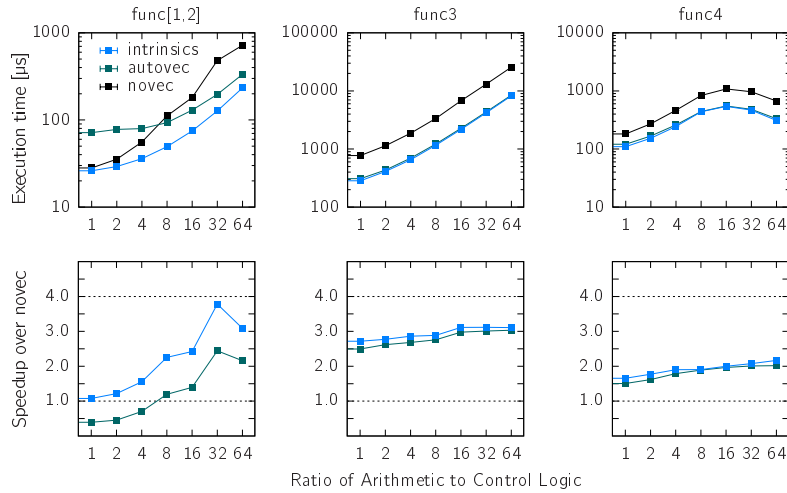 func[1,2] func3 func4
Execution time [µs]
1000 100 10
intrinsics
autovec
novec
1 2 4 8 16 32 64
100000 10000 1000 100
1 2 4 8 16 32 64
1000 100 10
1 2 4 8 16 32 64
Speedup over novec
4.0 3.0 2.0 1.0
1 2 4 8 16 32 64
4.0 3.0 2.0 1.0
1 2 4 8 16 32 64
4.0 3.0 2.0 1.0
1 2 4 8 16 32 64
Ratio of Arithmetic to Control Logic